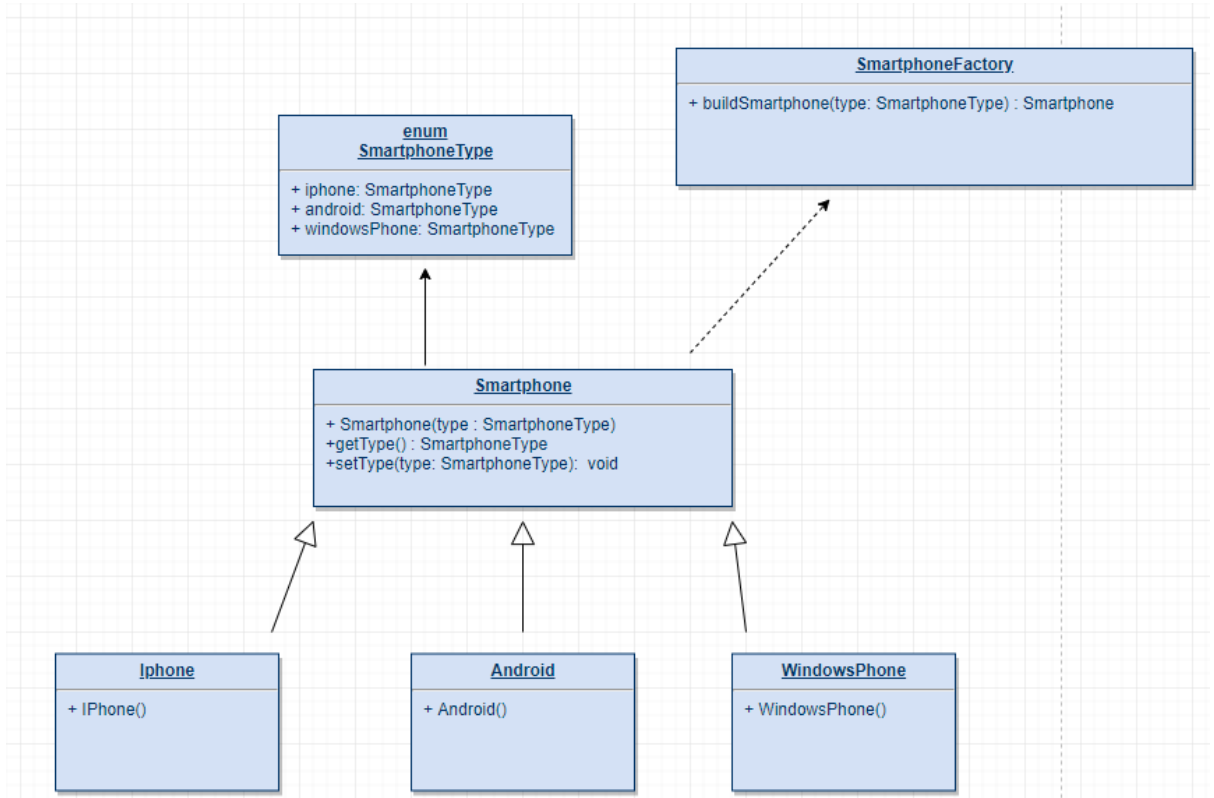 SmartphoneFactory
+ buildSmartphone(type: SmartphoneType) : Smartphone
enum
SmartphoneType
+ iphone: SmartphoneType
+ android: SmartphoneType
+ windowsPhone: SmartphoneType
Smartphone
+ Smartphone(type : SmartphoneType)
+getType() : SmartphoneType
+setType(type: SmartphoneType): void
Iphone
+ IPhone()
Android
+ Android()
WindowsPhone
+ WindowsPhone()